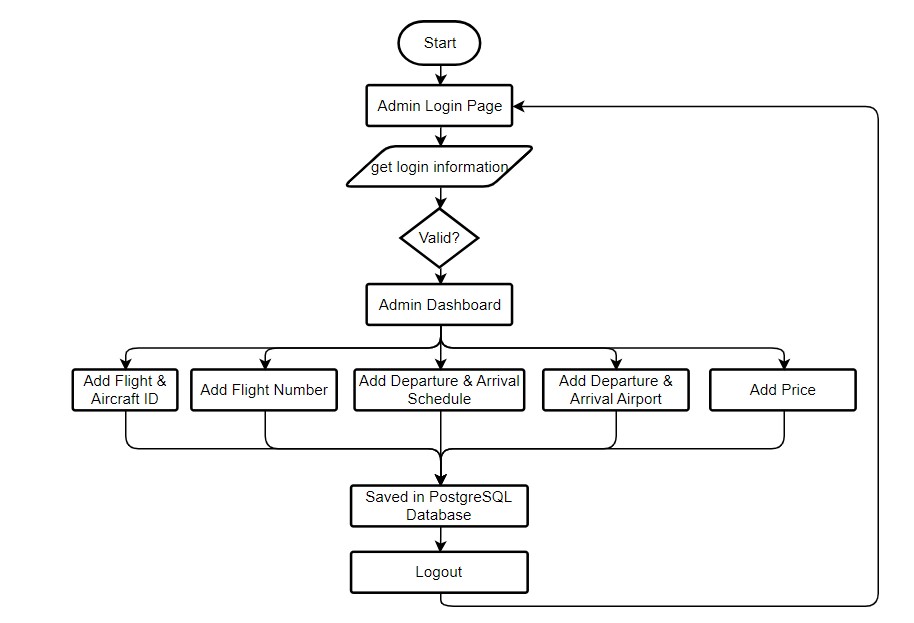 Start
Admin Login Page
get login information
Valid?
Admin Dashboard
Add Flight &
Aircraft ID
Add Flight Number
Add Departure & Arrival
Schedule
Add Departure &
Arrival Airport
Add Price
Saved in PostgreSQL
Database
Logout